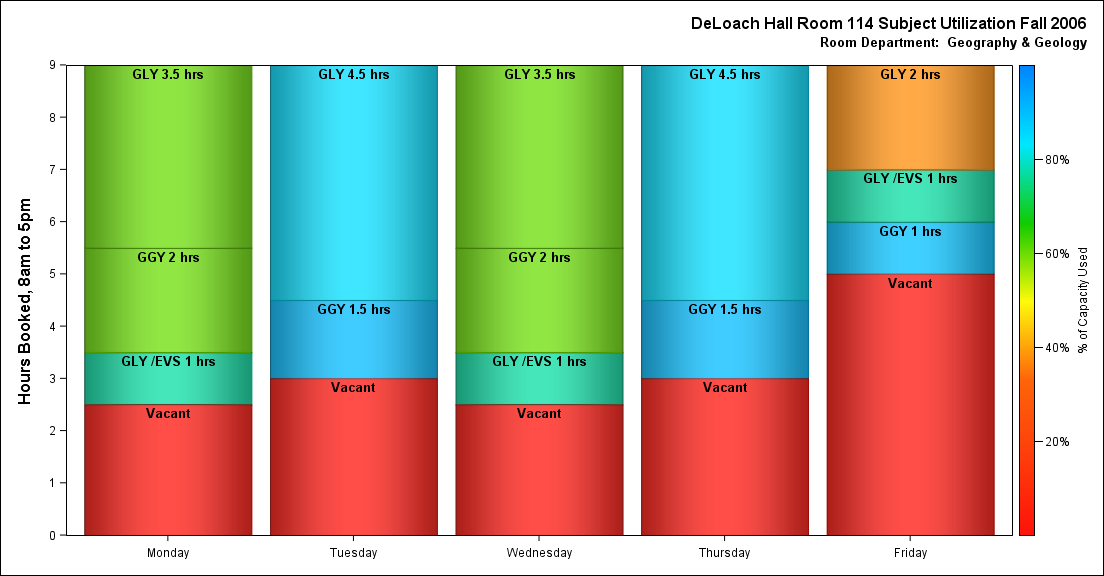 DeLoach Hall Room 114 Subject Utilization Fall 2006
Room Department: Geography & Geology
Hours Booked, 8am to 5pm
9
8
7
6
5
4
3
2
1
0
GLY 3.5 hrs
GGY 2 hrs
GLY /EVS 1 hrs
Vacant
GLY 4.5 hrs
GGY 1.5 hrs
Vacant
GLY 3.5 hrs
GGY 2 hrs
GLY /EVS 1 hrs
Vacant
GLY 4.5 hrs
GGY 1.5 hrs
Vacant
GLY 2 hrs
GLY /EVS 1 hrs
GGY 1 hrs
Vacant
Monday
Tuesday
Wednesday
Thursday
Friday
80%
60%
40%
20%
% of Capacity Used